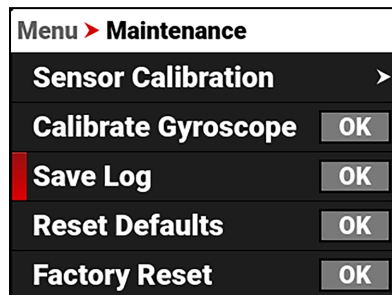 Menu ➤ Maintenance
Sensor Calibration ➤
Calibrate Gyroscope OK
Save Log OK
Reset Defaults OK
Factory Reset OK